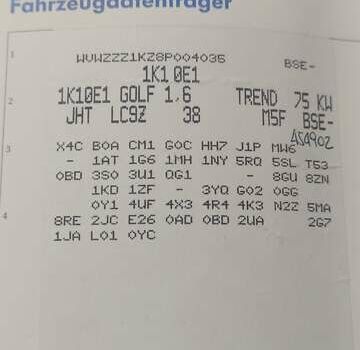 Fahrzeugdatenträger
1
WVWZZZ1KZ8P004035 BSE-
1K1 0E1
2
1K10E1 GOLF 1,6 TREND 75 KW
JHT LC9Z 38 M5F BSE-
AS4902
3
X4C B0A CM1 G0C HH7 J1P MW6
- 1AT 1G6 1MH 1NY 5RQ 5SL T53
0BD 3S0 3U1 QG1 - 8GU 8ZN
1KD 1ZF - 3YQ G02 0GG
0Y1 4UF 4X3 4R4 4K3 N2Z 5MA
4
8RE 2JC E26 0AD 0BD 2UA 2G7
1JA L01 0YC